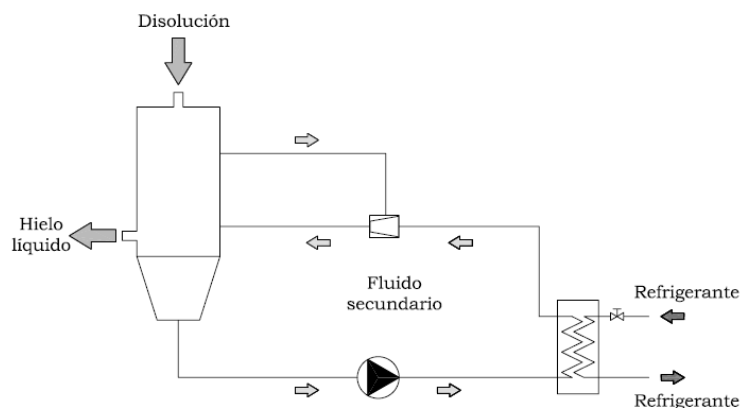 Disolución
Hielo
líquido
Fluido
secundario
Refrigerante
Refrigerante